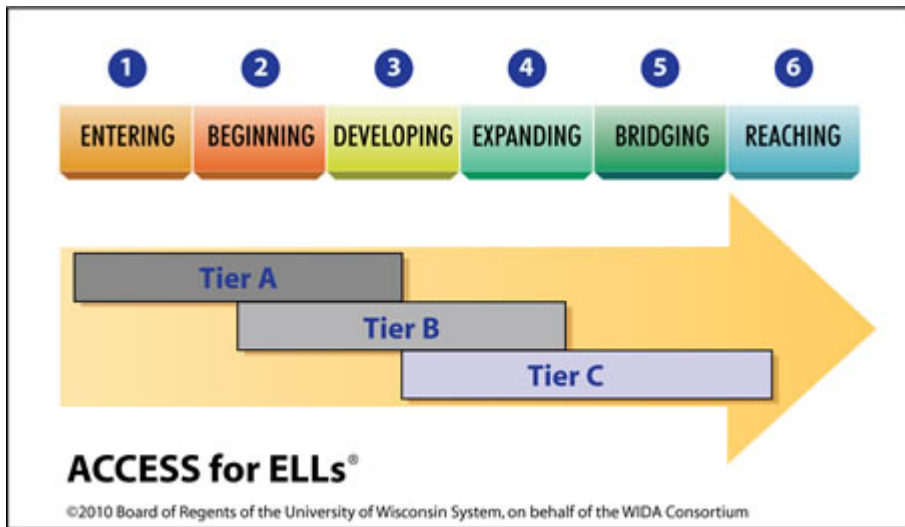 1 2 3 4 5 6
ENTERING BEGINNING DEVELOPING EXPANDING BRIDGING REACHING
Tier A
Tier B
Tier C
ACCESS for ELLs®
©2010 Board of Regents of the University of Wisconsin System, on behalf of the WIDA Consortium